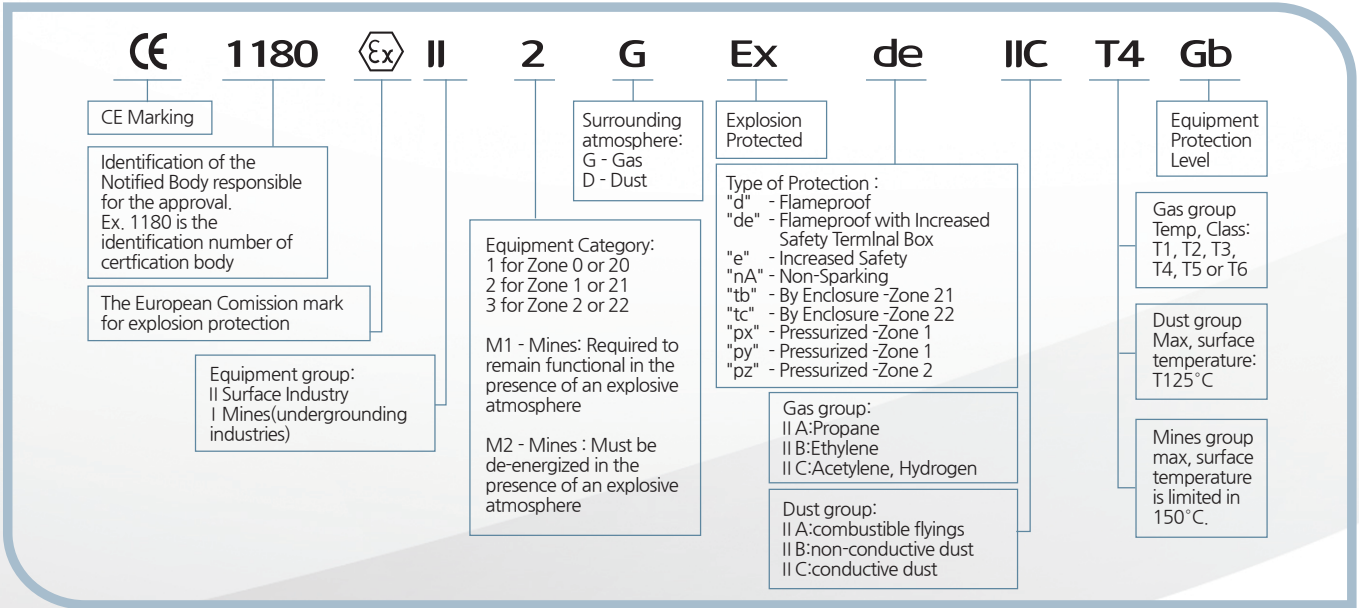 CE 1180 Ex II 2 G Ex de IIC T4 Gb
CE Marking
Identification of the
Notified Body responsible
for the approval.
Ex. 1180 is the
identification number of
certfication body
The European Comission mark
for explosion protection
Equipment group:
II Surface Industry
I Mines(undergrounding
industries)
Equipment Category:
1 for Zone 0 or 20
2 for Zone 1 or 21
3 for Zone 2 or 22
M1 - Mines: Required to
remain functional in the
presence of an explosive
atmosphere
M2 - Mines : Must be
de-energized in the
presence of an explosive
atmosphere
Surrounding
atmosphere:
G - Gas
D - Dust
Explosion
Protected
Type of Protection :
"d" - Flameproof
"de" - Flameproof with Increased
Safety TermInal Box
"e" - Increased Safety
"nA" - Non-Sparking
"tb" - By Enclosure -Zone 21
"tc" - By Enclosure -Zone 22
"px" - Pressurized -Zone 1
"py" - Pressurized -Zone 1
"pz" - Pressurized -Zone 2
Gas group:
II A:Propane
II B:Ethylene
II C:Acetylene, Hydrogen
Dust group:
II A:combustible flyings
II B:non-conductive dust
II C:conductive dust
Equipment
Protection
Level
Gas group
Temp, Class:
T1, T2, T3,
T4, T5 or T6
Dust group
Max, surface
temperature:
T125°C
Mines group
max, surface
temperature
is limited in
150°C.